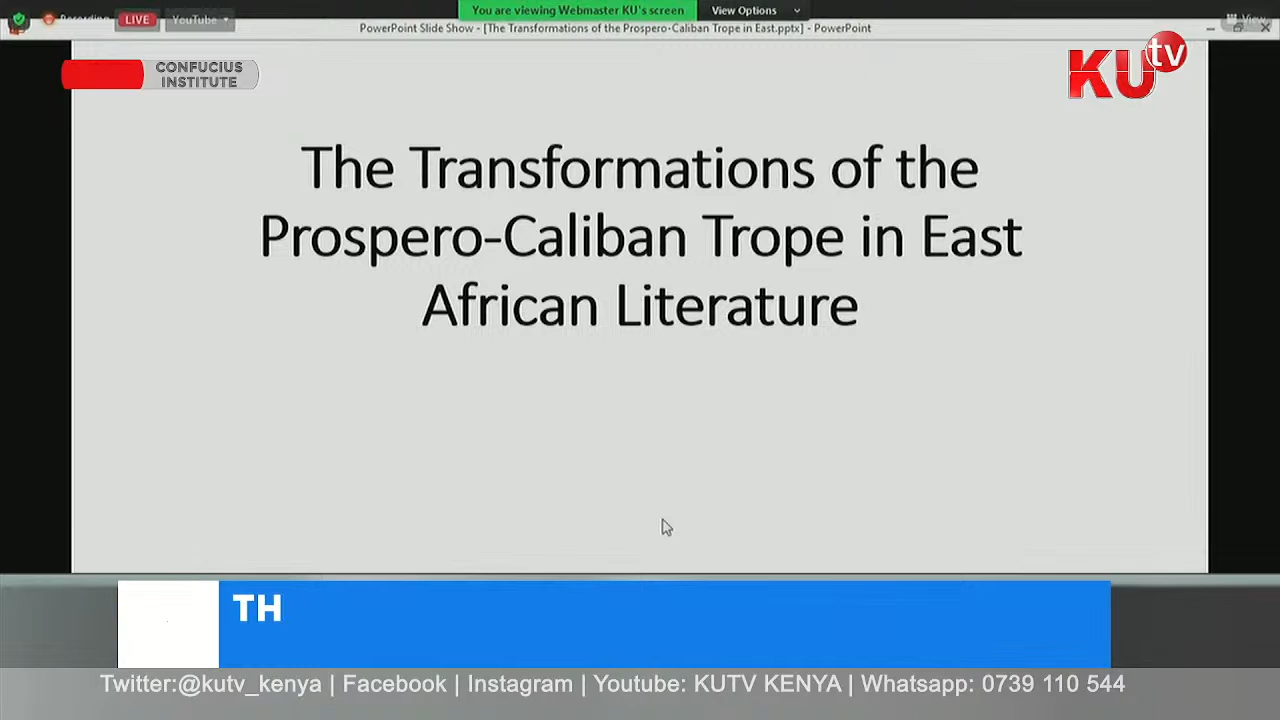 Recording
LIVE
YouTube
You are viewing Webmaster KU's screen
View Options
View
PowerPoint Slide Show - [The Transformations of the Prospero-Caliban Trope in East.pptx] - PowerPoint
CONFUCIUS
INSTITUTE
KU tv
The Transformations of the
Prospero-Caliban Trope in East
African Literature
TH
Twitter:@kutv_kenya | Facebook | Instagram | Youtube: KUTV KENYA | Whatsapp: 0739 110 544